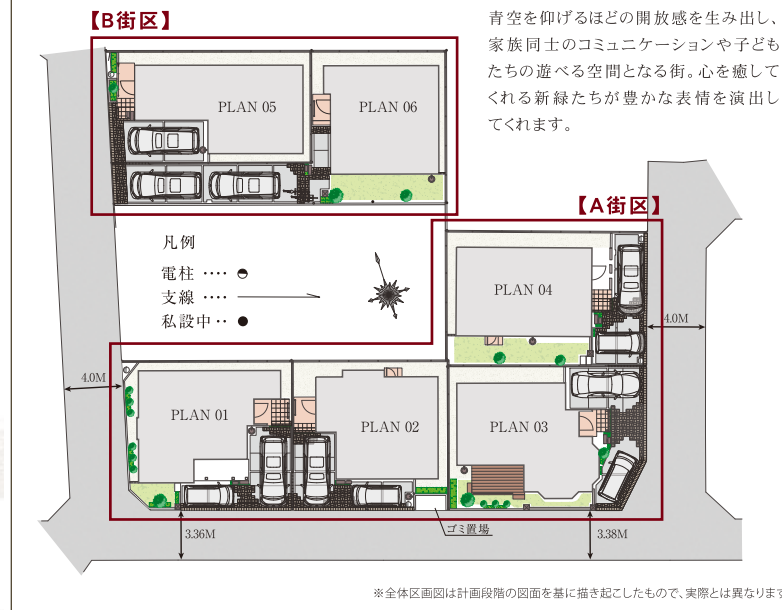 【B街区】
青空を仰げるほどの開放感を生み出し、
家族同士のコミュニケーションや子ども
たちの遊べる空間となる街。心を癒して
くれる新緑たちが豊かな表情を演出し
てくれます。
PLAN 05
PLAN 06
【A街区】
凡例
電柱 ････
支線 ････
私設中 ･･
PLAN 04
4.0M
4.0M
PLAN 01
PLAN 02
PLAN 03
3.36M
ゴミ置場
3.38M
※全体区画図は計画段階の図面を基に描き起こしたもので、実際とは異なります